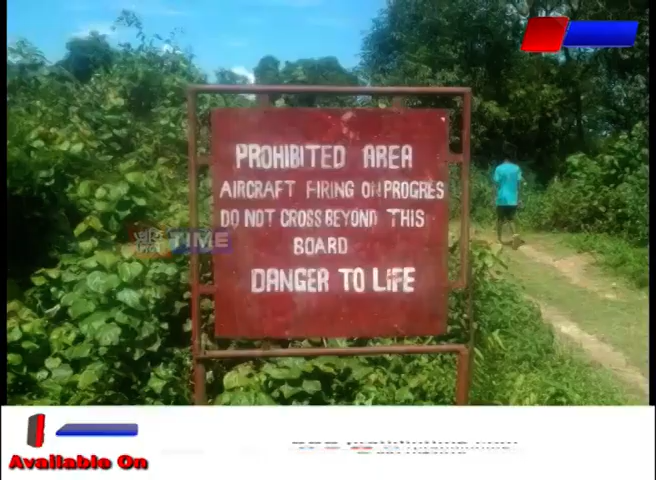 PROHIBITED AREA
AIRCRAFT FIRING ON PROGRES
DO NOT CROSS BEYOND THIS
BOARD
DANGER TO LIFE
TIME
Available On